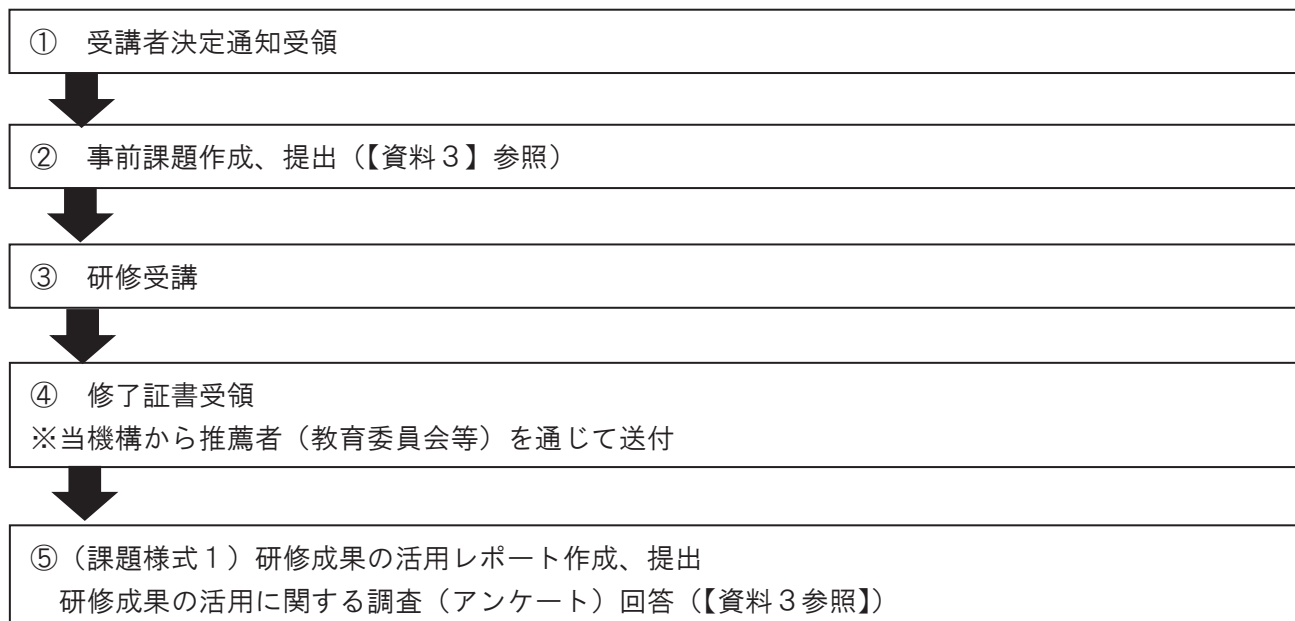 ①　受講者決定通知受領
②　事前課題作成、提出（【資料３】参照）
③　研修受講
④　修了証書受領
※当機構から推薦者（教育委員会等）を通じて送付
⑤（課題様式１）研修成果の活用レポート作成、提出
研修成果の活用に関する調査（アンケート）回答（【資料３参照】）